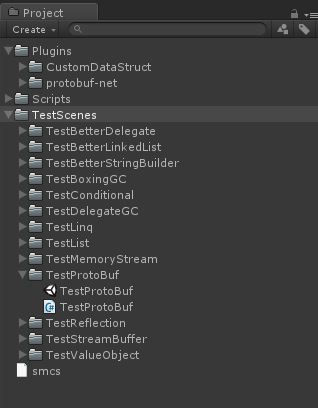 Project
Create
Plugins
CustomDataStruct
protobuf-net
Scripts
TestScenes
TestBetterDelegate
TestBetterLinkedList
TestBetterStringBuilder
TestBoxingGC
TestConditional
TestDelegateGC
TestLinq
TestList
TestMemoryStream
TestProtoBuf
TestProtoBuf
C# TestProtoBuf
TestReflection
TestStreamBuffer
TestValueObject
smcs